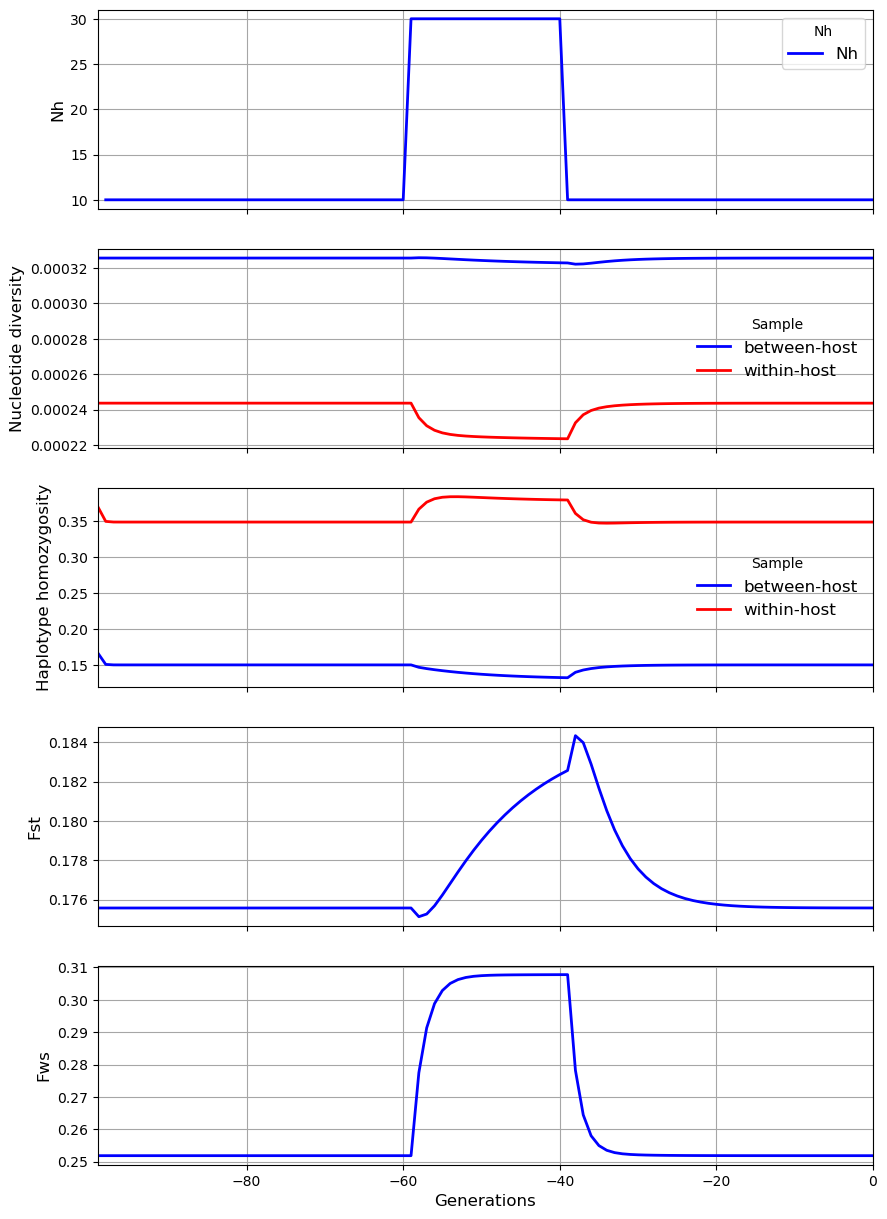 30
25
20
15
10
Nh
Nh
Nh
0.00032
0.00030
0.00028
0.00026
0.00024
0.00022
Nucleotide diversity
Sample
between-host
within-host
0.35
0.30
0.25
0.20
0.15
Haplotype homozygosity
Sample
between-host
within-host
0.184
0.182
0.180
0.178
0.176
Fst
0.31
0.30
0.29
0.28
0.27
0.26
0.25
Fws
−80
−60
−40
−20
0
Generations